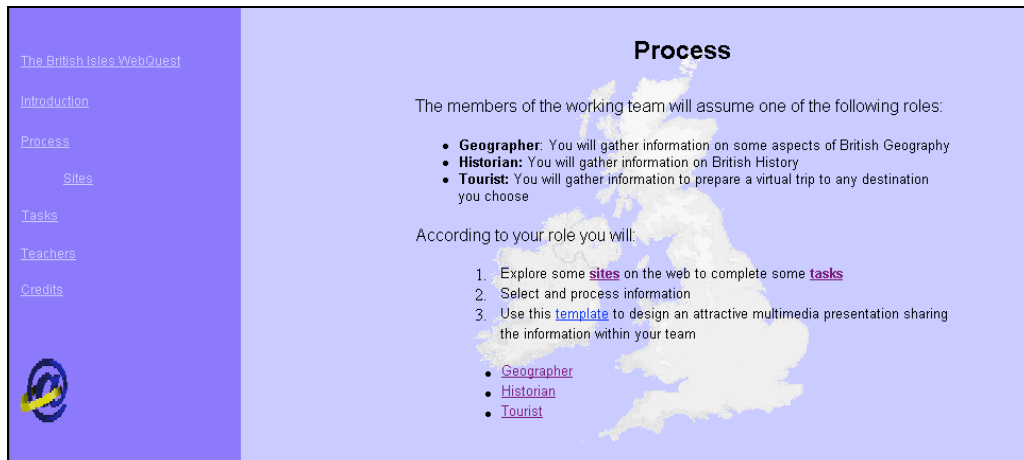 The British Isles WebQuest
Introduction
Process
Sites
Tasks
Teachers
Credits
Process
The members of the working team will assume one of the following roles:
• Geographer: You will gather information on some aspects of British Geography
• Historian: You will gather information on British History
• Tourist: You will gather information to prepare a virtual trip to any destination
you choose
According to your role you will:
1. Explore some sites on the web to complete some tasks
2. Select and process information
3. Use this template to design an attractive multimedia presentation sharing
the information within your team
• Geographer
• Historian
• Tourist